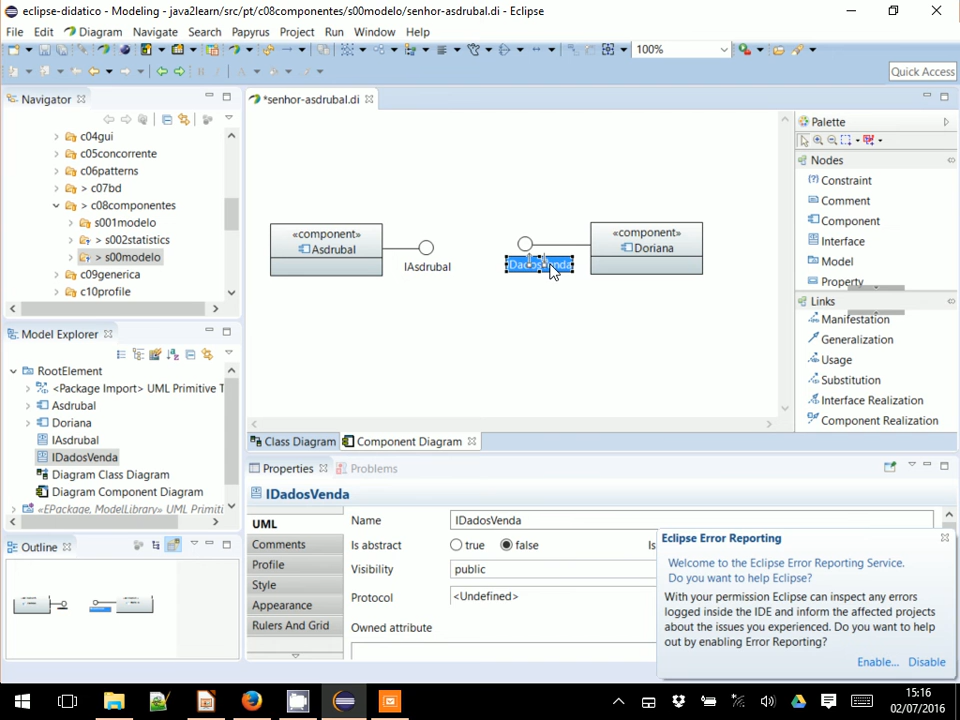 eclipse-didatico - Modeling - java2learn/src/pt/c08componentes/s00modelo/senhor-asdrubal.di - Eclipse
File Edit Diagram Navigate Search Papyrus Project Run Window Help
100%
Quick Access
Navigator
c04gui
c05concorrente
c06patterns
> c07bd
> c08componentes
s001modelo
> s002statistics
> s00modelo
c09generica
c10profile
*senhor-asdrubal.di
«component»
Asdrubal
IAsdrubal
IDadosVenda
«component»
Doriana
Palette
Nodes
Constraint
Comment
Component
Interface
Model
Property
Links
Manifestation
Generalization
Usage
Substitution
Interface Realization
Component Realization
Model Explorer
RootElement
<Package Import> UML Primitive T
Asdrubal
Doriana
IAsdrubal
IDadosVenda
Diagram Class Diagram
Diagram Component Diagram
<EPackage, ModelLibrary> UML Primiti
Class Diagram
Component Diagram
Outline
Properties
Problems
IDadosVenda
UML
Comments
Profile
Style
Appearance
Rulers And Grid
Name
IDadosVenda
Is abstract
true
false
Is
Visibility
public
Protocol
<Undefined>
Owned attribute
Eclipse Error Reporting
Welcome to the Eclipse Error Reporting Service.
Do you want to help Eclipse?
With your permission Eclipse can inspect any errors
logged inside the IDE and inform the affected projects
about the issues you experienced. Do you want to help
out by enabling Error Reporting?
Enable... Disable
15:16
02/07/2016